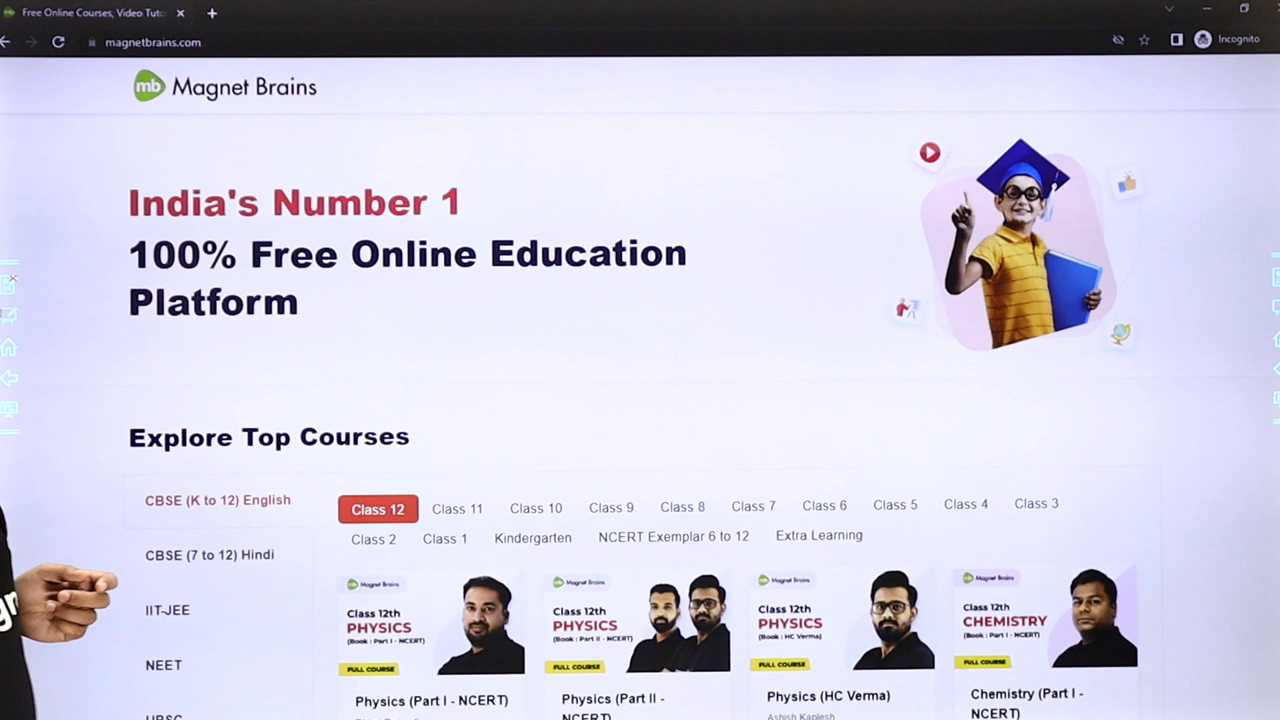 Free Online Courses, Video Tuto
magnetbrains.com
Incognito
mb Magnet Brains
India's Number 1
100% Free Online Education
Platform
Explore Top Courses
CBSE (K to 12) English
CBSE (7 to 12) Hindi
IIT-JEE
NEET
Class 12 Class 11 Class 10 Class 9 Class 8 Class 7 Class 6 Class 5 Class 4 Class 3
Class 2 Class 1 Kindergarten NCERT Exemplar 6 to 12 Extra Learning
mb Magnet Brains
Class 12th
PHYSICS
(Book : Part I - NCERT)
FULL COURSE
Physics (Part I - NCERT)
mb Magnet Brains
Class 12th
PHYSICS
(Book : Part II - NCERT)
FULL COURSE
Physics (Part II -
NCERT)
mb Magnet Brains
Class 12th
PHYSICS
(Book : HC Verma)
FULL COURSE
Physics (HC Verma)
Ashish Kaplesh
mb Magnet Brains
Class 12th
CHEMISTRY
(Book : Part I - NCERT)
FULL COURSE
Chemistry (Part I -
NCERT)